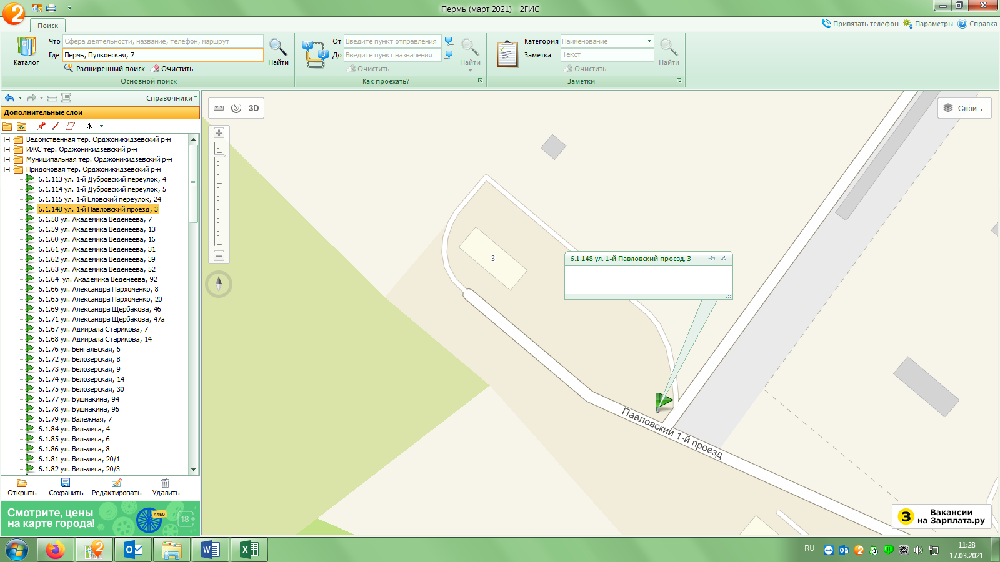 Пермь (март 2021) - 2ГИС
Поиск
Привязать телефон
Параметры
Справка
Каталог
Что
Сфера деятельности, название, телефон, маршрут
Где
Пермь, Пулковская, 7
Расширенный поиск
Очистить
Найти
Основной поиск
От
Введите пункт отправления
До
Введите пункт назначения
Очистить
Найти
Как проехать?
Категория
Наименование
Заметка
Текст
Очистить
Найти
Заметки
Справочники
Дополнительные слои
Ведомственная тер. Орджоникидзевский р-н
ИЖС тер. Орджоникидзевский р-н
Муниципальная тер. Орджоникидзевский р-н
Придомовая тер. Орджоникидзевский р-н
6.1.113 ул. 1-й Дубровский переулок, 4
6.1.114 ул. 1-й Дубровский переулок, 5
6.1.115 ул. 1-й Еловский переулок, 24
6.1.148 ул. 1-й Павловский проезд, 3
6.1.58 ул. Академика Веденеева, 7
6.1.59 ул. Академика Веденеева, 13
6.1.60 ул. Академика Веденеева, 16
6.1.61 ул. Академика Веденеева, 31
6.1.62 ул. Академика Веденеева, 39
6.1.63 ул. Академика Веденеева, 52
6.1.64 ул. Академика Веденеева, 92
6.1.66 ул. Александра Пархоменко, 8
6.1.65 ул. Александра Пархоменко, 20
6.1.69 ул. Александра Щербакова, 46
6.1.71 ул. Александра Щербакова, 47а
6.1.67 ул. Адмирала Старикова, 7
6.1.68 ул. Адмирала Старикова, 14
6.1.76 ул. Бенгальская, 6
6.1.72 ул. Белозерская, 8
6.1.73 ул. Белозерская, 9
6.1.74 ул. Белозерская, 14
6.1.75 ул. Белозерская, 30
6.1.77 ул. Бушмакина, 94
6.1.78 ул. Бушмакина, 96
6.1.79 ул. Валежная, 7
6.1.84 ул. Вильямса, 4
6.1.85 ул. Вильямса, 6
6.1.86 ул. Вильямса, 8
6.1.81 ул. Вильямса, 20/1
6.1.82 ул. Вильямса, 20/3
Открыть
Сохранить
Редактировать
Удалить
Смотрите, цены
на карте города!
3550
18+
3D
Слои
3
6.1.148 ул. 1-й Павловский проезд, 3
Павловский 1-й проезд
Вакансии
на Зарплата.ру
RU
11:28
17.03.2021